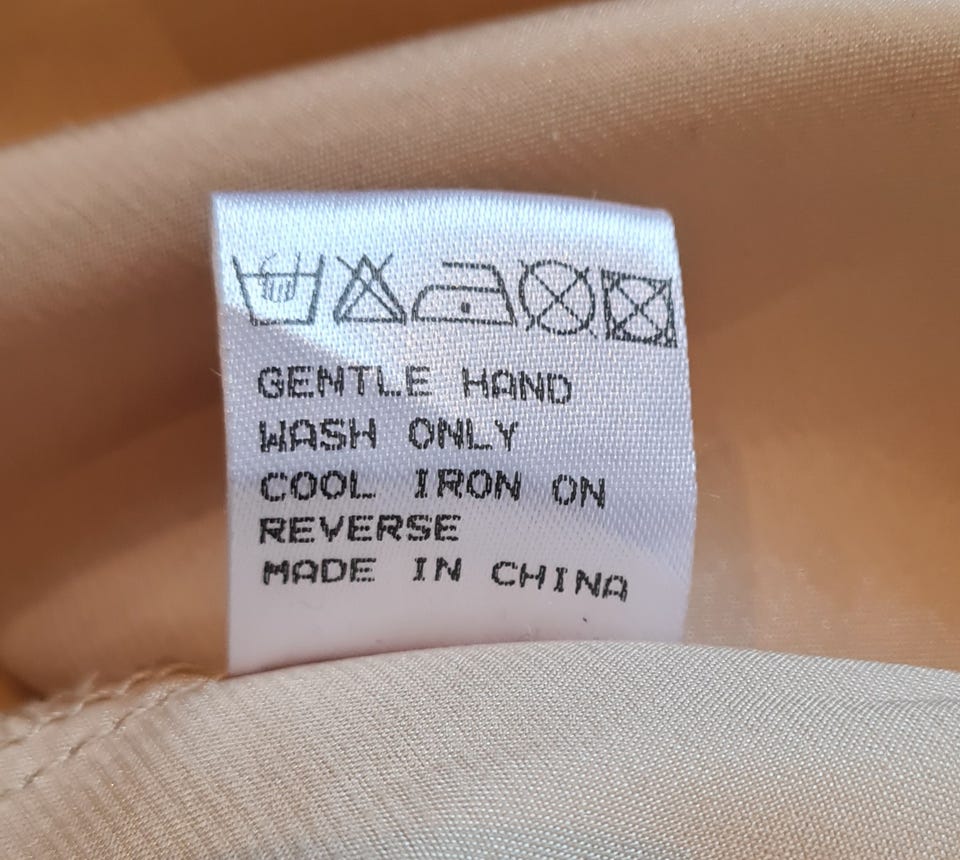 GENTLE HAND
WASH ONLY
COOL IRON ON
REVERSE
MADE IN CHINA